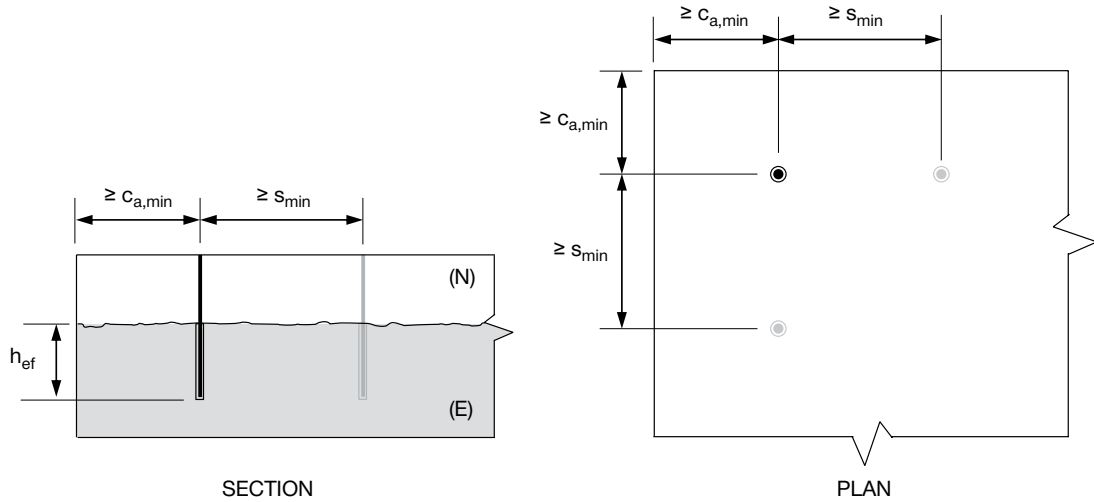 ≥ ca,min
≥ smin
(N)
hef
(E)
SECTION
≥ ca,min
≥ smin
≥ ca,min
≥ smin
PLAN